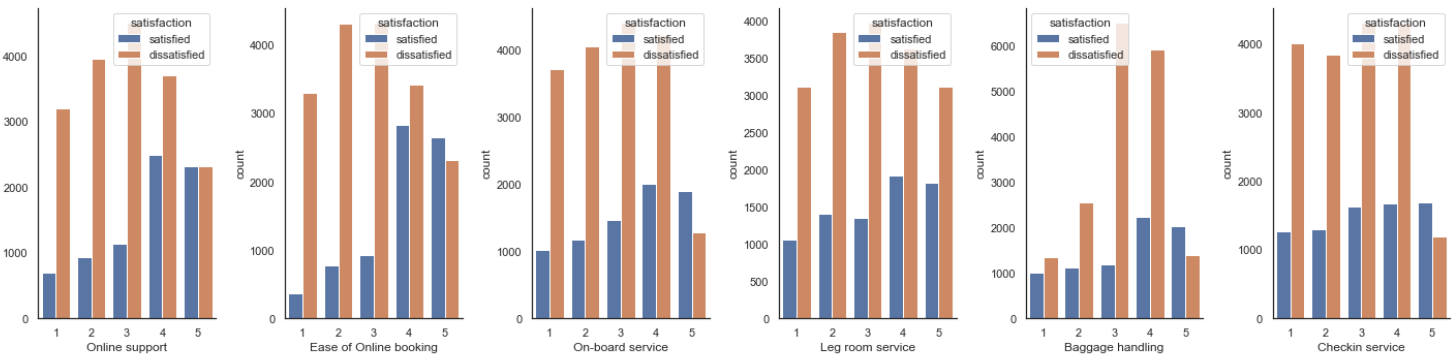 4000
3000
2000
1000
0
satisfaction
satisfied
dissatisfied
1 2 3 4 5
Online support
count
4000
3000
2000
1000
0
satisfaction
satisfied
dissatisfied
1 2 3 4 5
Ease of Online booking
count
4000
3000
2000
1000
0
satisfaction
satisfied
dissatisfied
1 2 3 4 5
On-board service
count
4000
3500
3000
2500
2000
1500
1000
500
0
satisfaction
satisfied
dissatisfied
1 2 3 4 5
Leg room service
count
6000
5000
4000
3000
2000
1000
0
satisfaction
satisfied
dissatisfied
1 2 3 4 5
Baggage handling
count
4000
3000
2000
1000
0
satisfaction
satisfied
dissatisfied
1 2 3 4 5
Checkin service